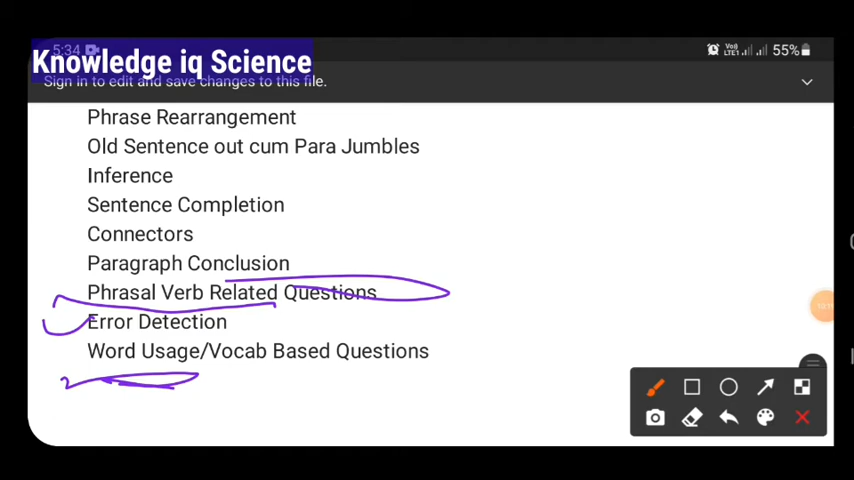 5:34
Knowledge iq Science
Vo)) LTE1 55%
Sign in to edit and save changes to this file.
Phrase Rearrangement
Old Sentence out cum Para Jumbles
Inference
Sentence Completion
Connectors
Paragraph Conclusion
Phrasal Verb Related Questions
Error Detection
Word Usage/Vocab Based Questions